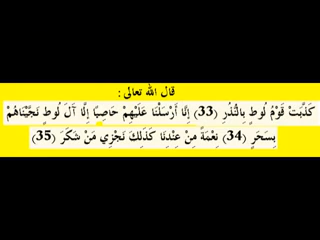 قال الله تعالى :
كَذَّبَتْ قَوْمُ لُوطٍ بِالنُّذُرِ (33) إِنَّا أَرْسَلْنَا عَلَيْهِمْ حَاصِبًا إِلَّا آلَ لُوطٍ نَجَّيْنَاهُمْ
بِسَحَرٍ (34) نِعْمَةً مِنْ عِنْدِنَا كَذَلِكَ نَجْزِي مَنْ شَكَرَ (35)